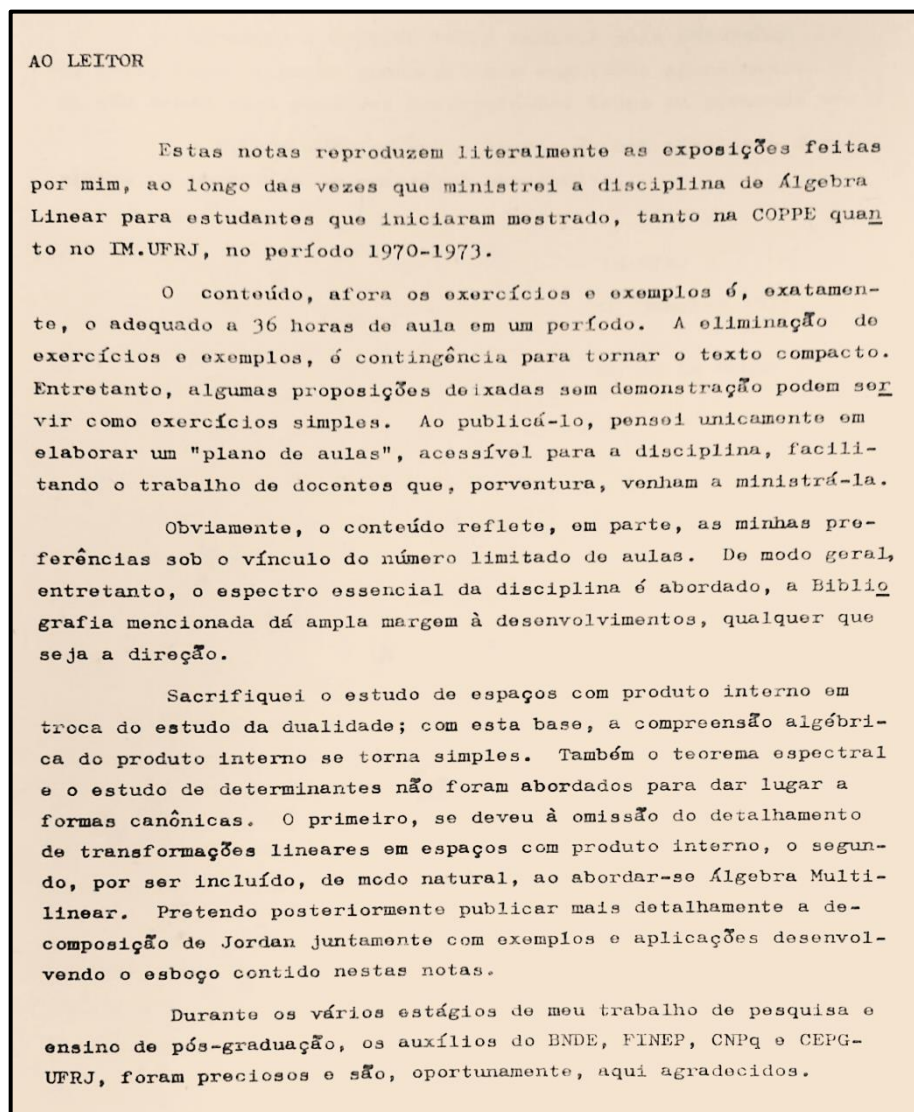 AO LEITOR
Estas notas reproduzem literalmente as exposições feitas
por mim, ao longo das vezes que ministrei a disciplina de Álgebra
Linear para estudantes que iniciaram mestrado, tanto na COPPE quan
to no IM.UFRJ, no período 1970-1973.
O conteúdo, afora os exercícios e exemplos é, exatamen-
te, o adequado a 36 horas de aula em um período. A eliminação de
exercícios e exemplos, é contingência para tornar o texto compacto.
Entretanto, algumas proposições deixadas sem demonstração podem ser
vir como exercícios simples. Ao publicá-lo, pensei unicamente em
elaborar um "plano de aulas", acessível para a disciplina, facili-
tando o trabalho de docentes que, porventura, venham a ministrá-la.
Obviamente, o conteúdo reflete, em parte, as minhas pre-
ferências sob o vínculo do número limitado de aulas. De modo geral,
entretanto, o espectro essencial da disciplina é abordado, a Biblio
grafia mencionada dá ampla margem à desenvolvimentos, qualquer que
seja a direção.
Sacrifiquei o estudo de espaços com produto interno em
troca do estudo da dualidade; com esta base, a compreensão algébri-
ca do produto interno se torna simples. Também o teorema espectral
e o estudo de determinantes não foram abordados para dar lugar a
formas canônicas. O primeiro, se deveu à omissão do detalhamento
de transformações lineares em espaços com produto interno, o segun-
do, por ser incluído, de modo natural, ao abordar-se Álgebra Multi-
linear. Pretendo posteriormente publicar mais detalhamente a de-
composição de Jordan juntamente com exemplos e aplicações desenvol-
vendo o esboço contido nestas notas.
Durante os vários estágios de meu trabalho de pesquisa e
ensino de pós-graduação, os auxílios do BNDE, FINEP, CNPq e CEPG-
UFRJ, foram preciosos e são, oportunamente, aqui agradecidos.